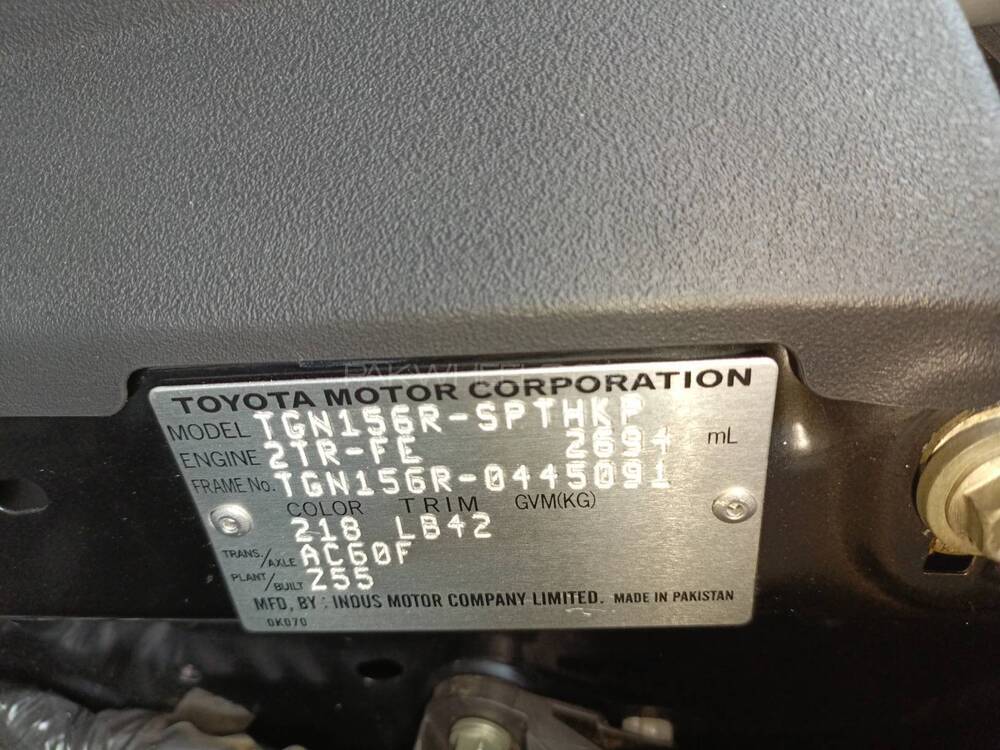 TOYOTA MOTOR CORPORATION
MODEL TGN156R-SPTHKP
ENGINE 2TR-FE 2694 mL
FRAME No. TGN156R-0445091
COLOR TRIM GVM(KG)
218 LB42
TRANS./AXLE AC60F
PLANT/BUILT Z55
MFD, BY : INDUS MOTOR COMPANY LIMITED. MADE IN PAKISTAN
0K070